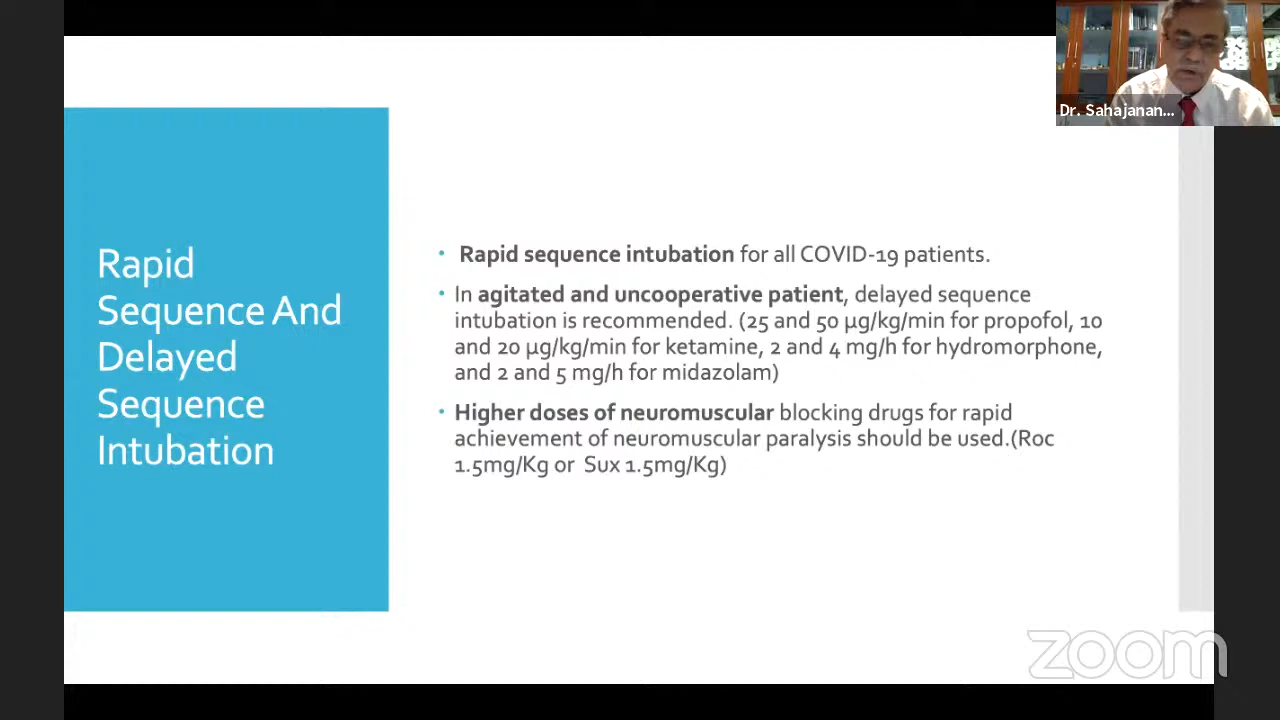 Dr. Sahajanan...
Rapid
Sequence And
Delayed
Sequence
Intubation
• Rapid sequence intubation for all COVID-19 patients.
• In agitated and uncooperative patient, delayed sequence
intubation is recommended. (25 and 50 µg/kg/min for propofol, 10
and 20 µg/kg/min for ketamine, 2 and 4 mg/h for hydromorphone,
and 2 and 5 mg/h for midazolam)
• Higher doses of neuromuscular blocking drugs for rapid
achievement of neuromuscular paralysis should be used.(Roc
1.5mg/Kg or Sux 1.5mg/Kg)
zoom